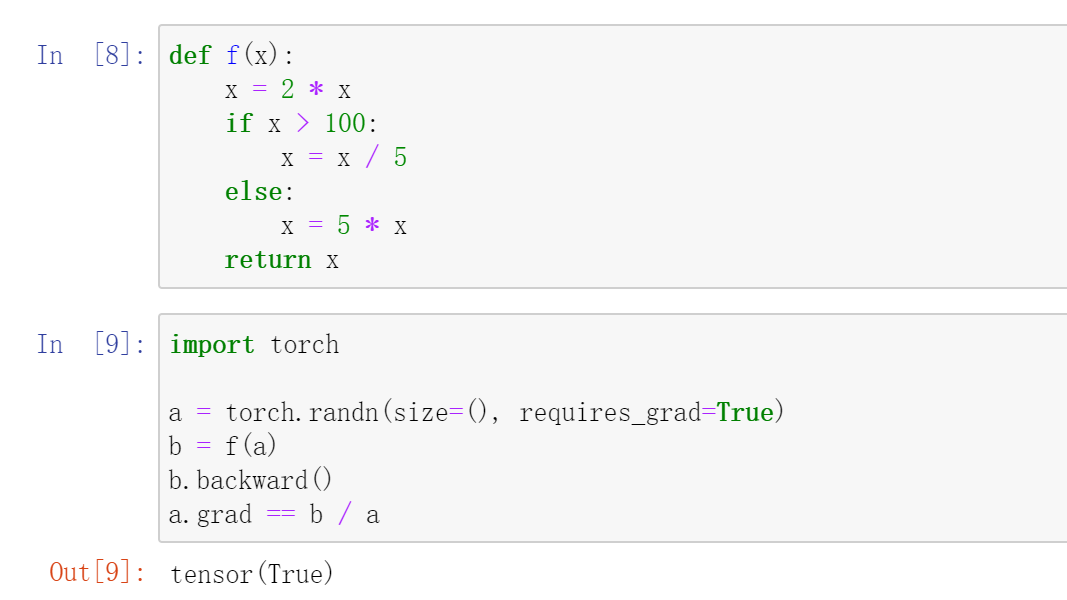 In [8]: def f(x):
    x = 2 * x
    if x > 100:
        x = x / 5
    else:
        x = 5 * x
    return x
In [9]: import torch
a = torch.randn(size=(), requires_grad=True)
b = f(a)
b.backward()
a.grad == b / a
Out[9]: tensor(True)